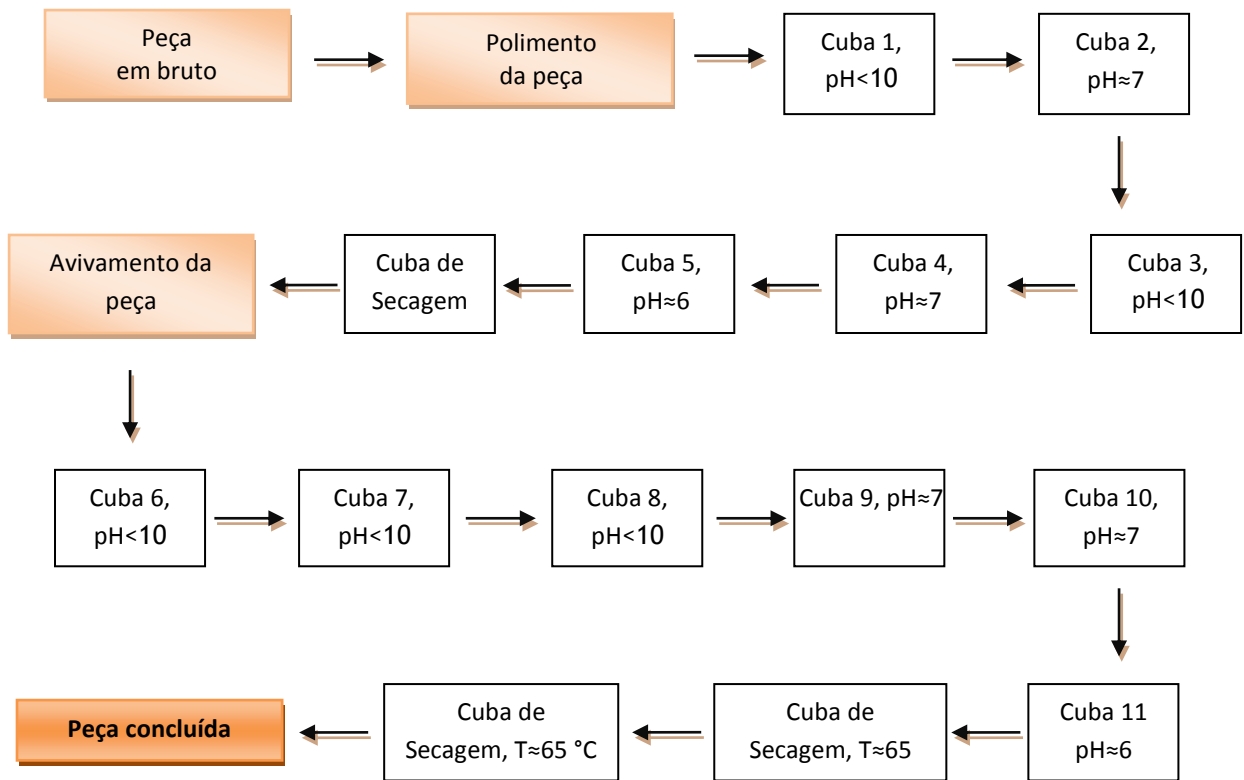 Peça
em bruto
Polimento
da peça
Cuba 1,
pH<10
Cuba 2,
pH≈7
Cuba 3,
pH<10
Cuba 4,
pH≈7
Cuba 5,
pH≈6
Cuba de
Secagem
Avivamento da
peça
Cuba 6,
pH<10
Cuba 7,
pH<10
Cuba 8,
pH<10
Cuba 9, pH≈7
Cuba 10,
pH≈7
Cuba 11
pH≈6
Cuba de
Secagem, T≈65
Cuba de
Secagem, T≈65 °C
Peça concluída